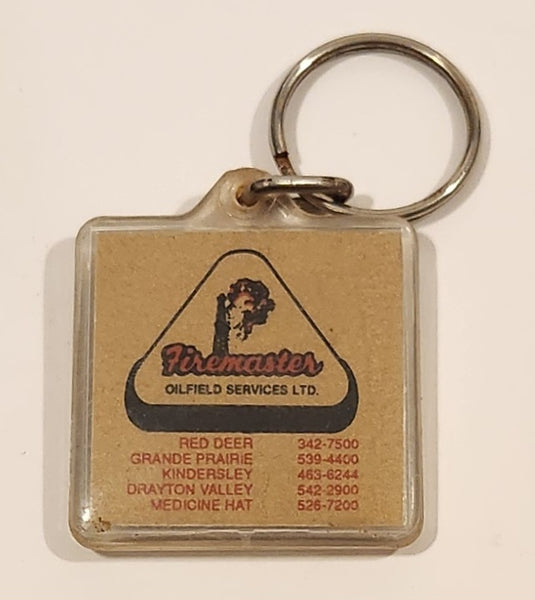 Firemaster
OILFIELD SERVICES LTD.
RED DEER 342-7500
GRANDE PRAIRIE 539-4400
KINDERSLEY 463-6244
DRAYTON VALLEY 542-2900
MEDICINE HAT 526-7200